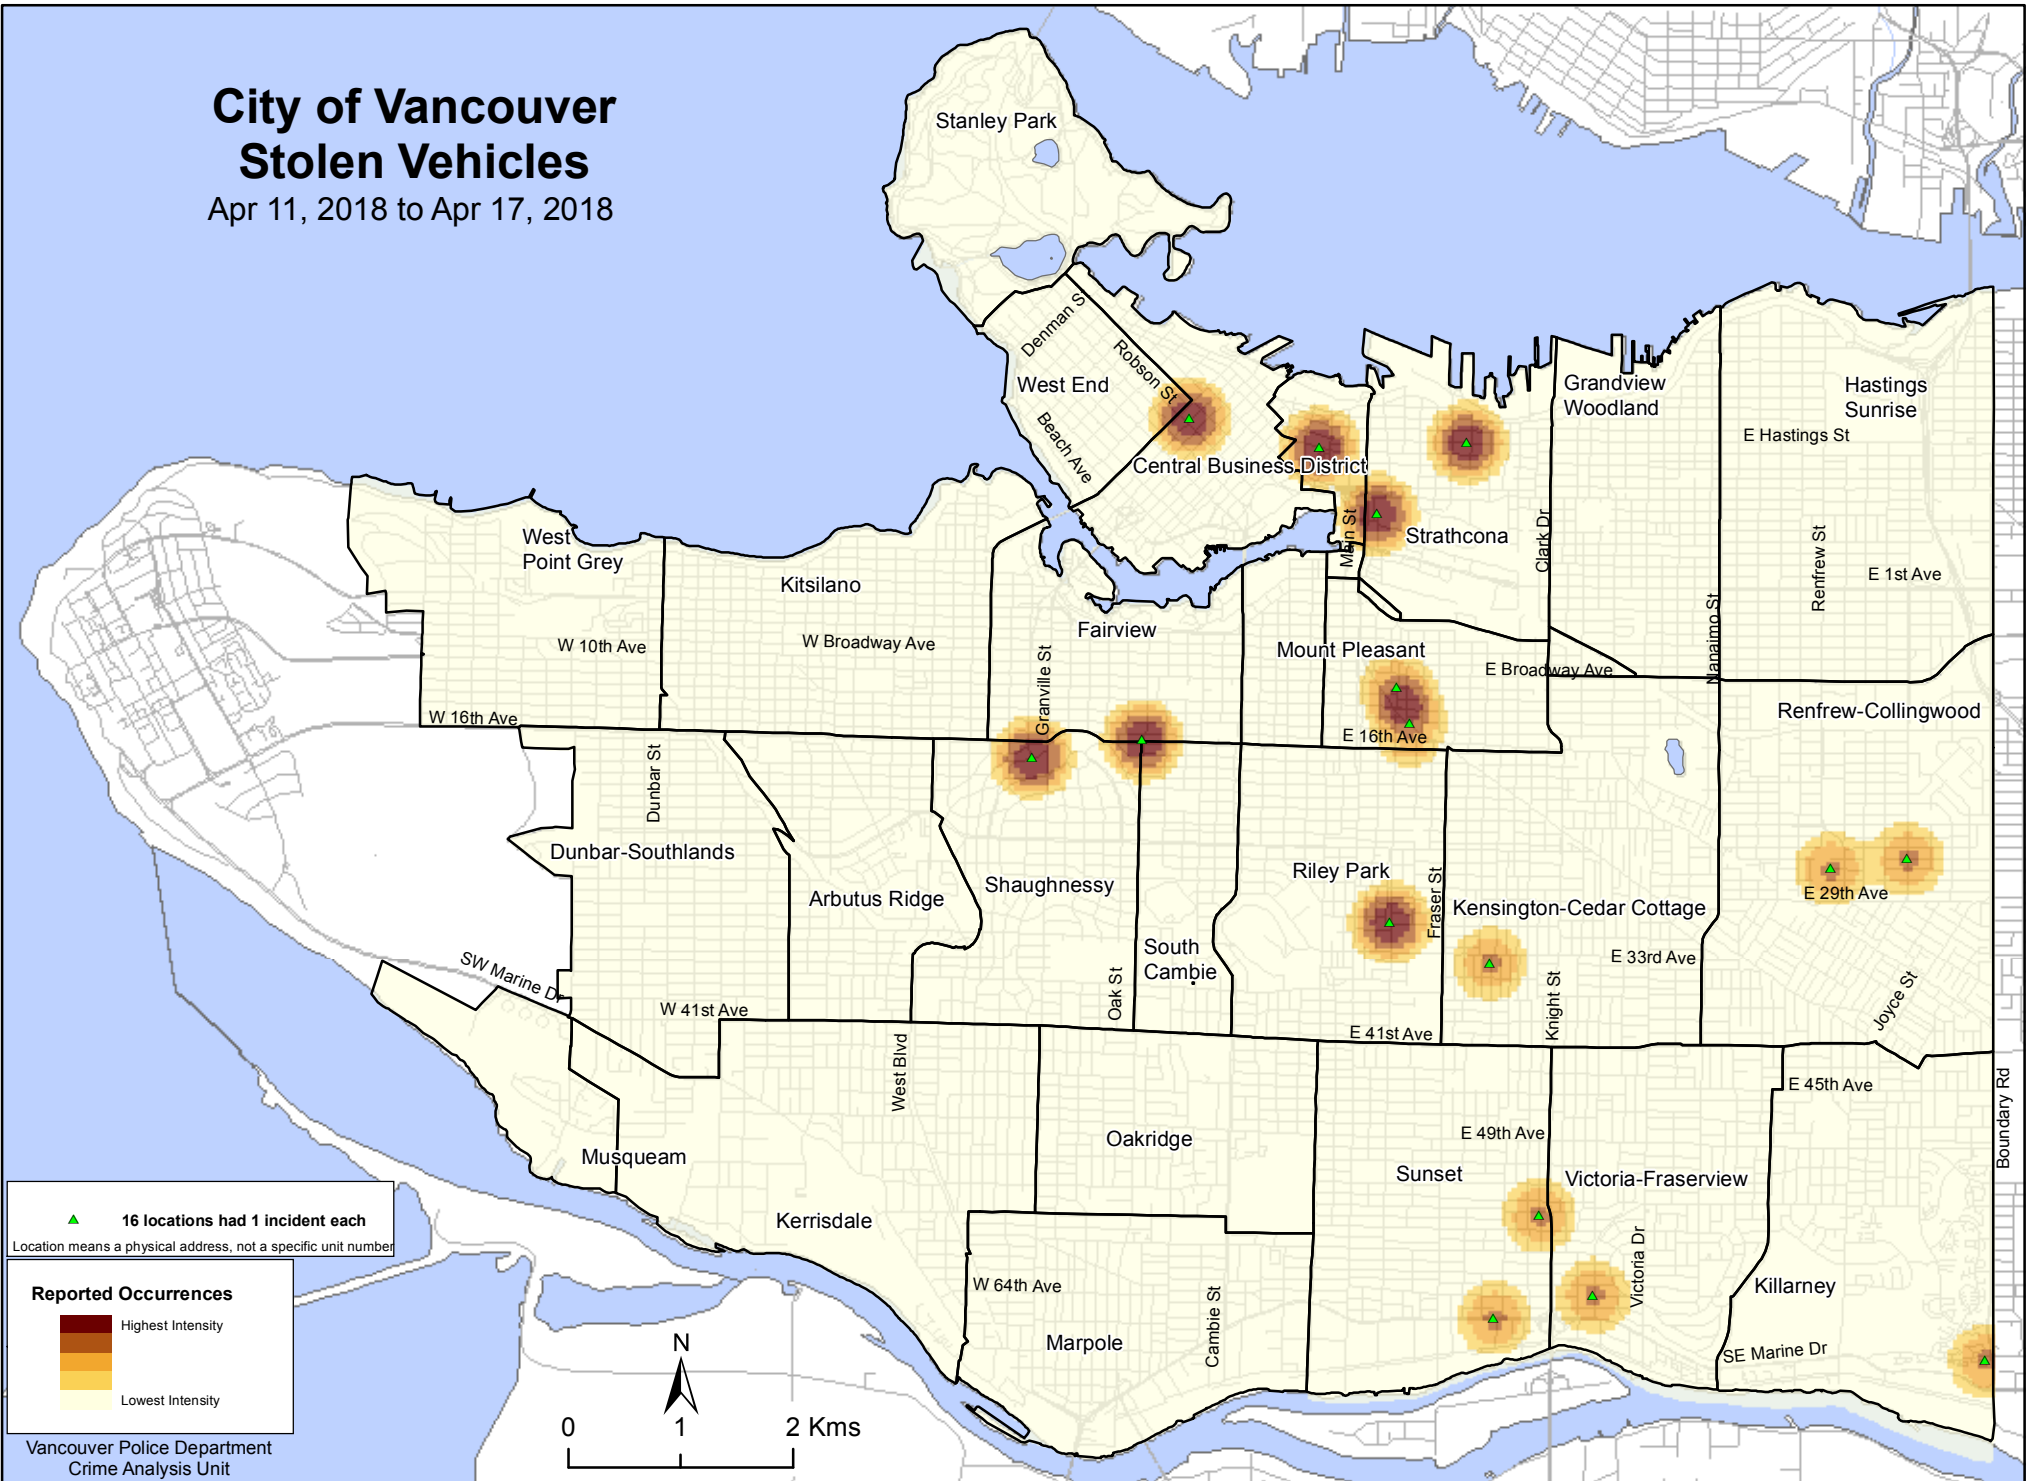 City of Vancouver
Stolen Vehicles
Apr 11, 2018 to Apr 17, 2018
Stanley Park
Denman S
Robson St
West End
Beach Ave
Central Business District
Grandview
Woodland
Hastings
Sunrise
E Hastings St
Main St
Strathcona
Clark Dr
Renfrew St
E 1st Ave
Nanaimo St
West
Point Grey
Kitsilano
W 10th Ave
W Broadway Ave
Fairview
Granville St
Mount Pleasant
E Broadway Ave
W 16th Ave
E 16th Ave
Renfrew-Collingwood
Dunbar St
Dunbar-Southlands
Arbutus Ridge
Shaughnessy
Riley Park
Fraser St
Kensington-Cedar Cottage
E 29th Ave
South
Cambie
E 33rd Ave
SW Marine Dr
W 41st Ave
Oak St
E 41st Ave
Knight St
Joyce St
West Blvd
E 45th Ave
Boundary Rd
Musqueam
Oakridge
E 49th Ave
Sunset
Victoria-Fraserview
Kerrisdale
Victoria Dr
W 64th Ave
Cambie St
Killarney
Marpole
SE Marine Dr
16 locations had 1 incident each
Location means a physical address, not a specific unit number
Reported Occurrences
Highest Intensity
Lowest Intensity
N
0 1 2 Kms
Vancouver Police Department
Crime Analysis Unit